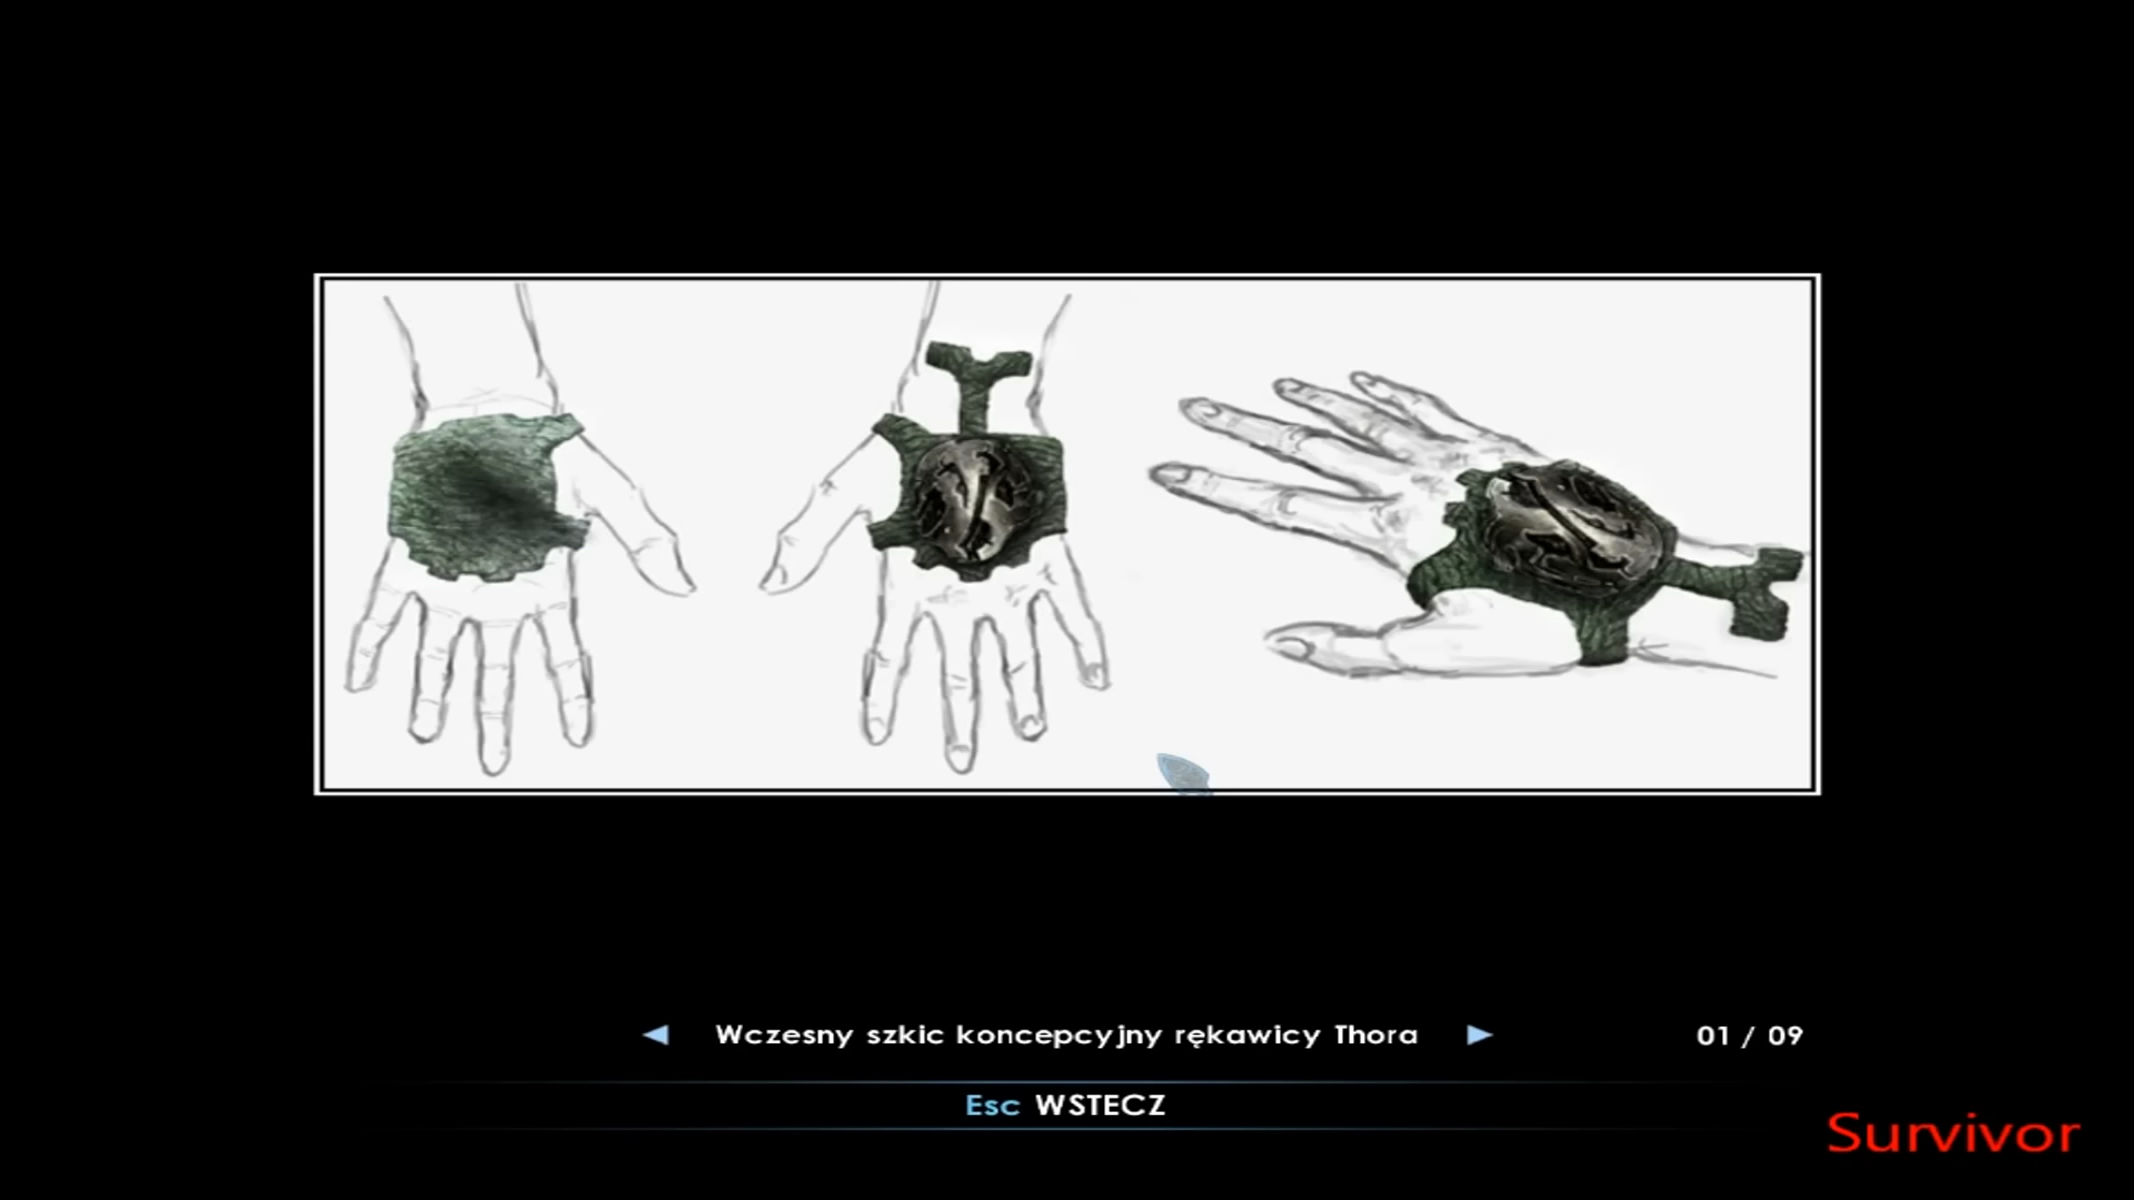 Wczesny szkic koncepcyjny rękawicy Thora
01 / 09
Esc WSTECZ
Survivor